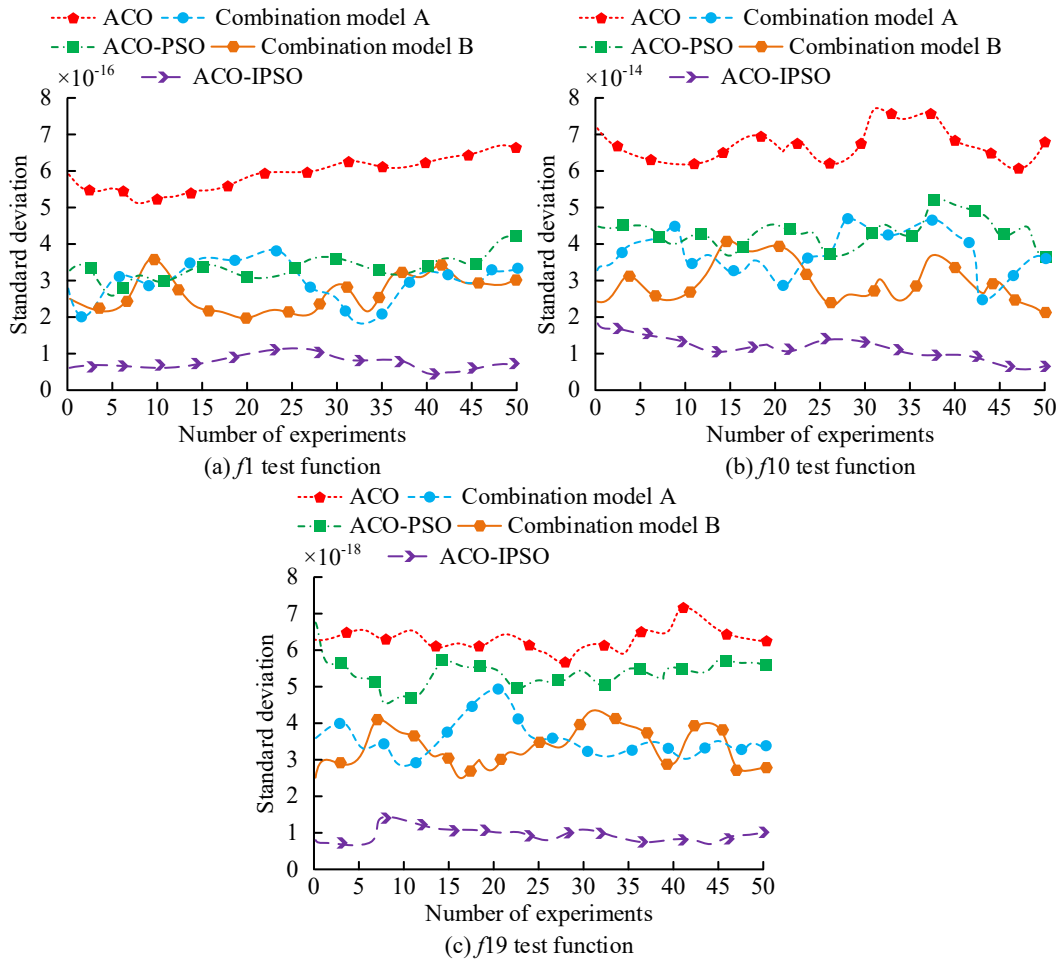 ACO Combination model A
ACO-PSO Combination model B
×10-16 ACO-IPSO
8
7
6
5
4
3
2
1
0
Standard deviation
0 5 10 15 20 25 30 35 40 45 50
Number of experiments
(a) f1 test function
ACO Combination model A
ACO-PSO Combination model B
×10-14 ACO-IPSO
8
7
6
5
4
3
2
1
0
Standard deviation
0 5 10 15 20 25 30 35 40 45 50
Number of experiments
(b) f10 test function
ACO Combination model A
ACO-PSO Combination model B
×10-18 ACO-IPSO
8
7
6
5
4
3
2
1
0
Standard deviation
0 5 10 15 20 25 30 35 40 45 50
Number of experiments
(c) f19 test function